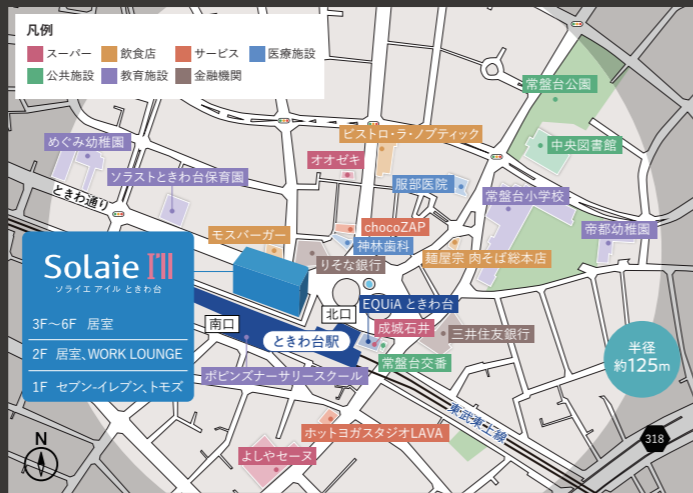 凡例
スーパー 飲食店 サービス 医療施設
公共施設 教育施設 金融機関
常盤台公園
ビストロ・ラ・ノブティック
めぐみ幼稚園
中央図書館
オオゼキ
ソラストときわ台保育園
服部医院
常盤台小学校
ときわ通り
chocoZAP
帝都幼稚園
モスバーガー
神林歯科
麺屋宗 肉そば総本店
りそな銀行
Solaie I'll
ソライエ アイル ときわ台
3F〜6F 居室
2F 居室、WORK LOUNGE
1F セブン-イレブン、トモズ
EQUiA ときわ台
北口
南口
成城石井
三井住友銀行
ときわ台駅
常盤台交番
半径
約125m
ポピンズナーサリースクール
東武東上線
ホットヨガスタジオLAVA
318
N
よしやセーヌ